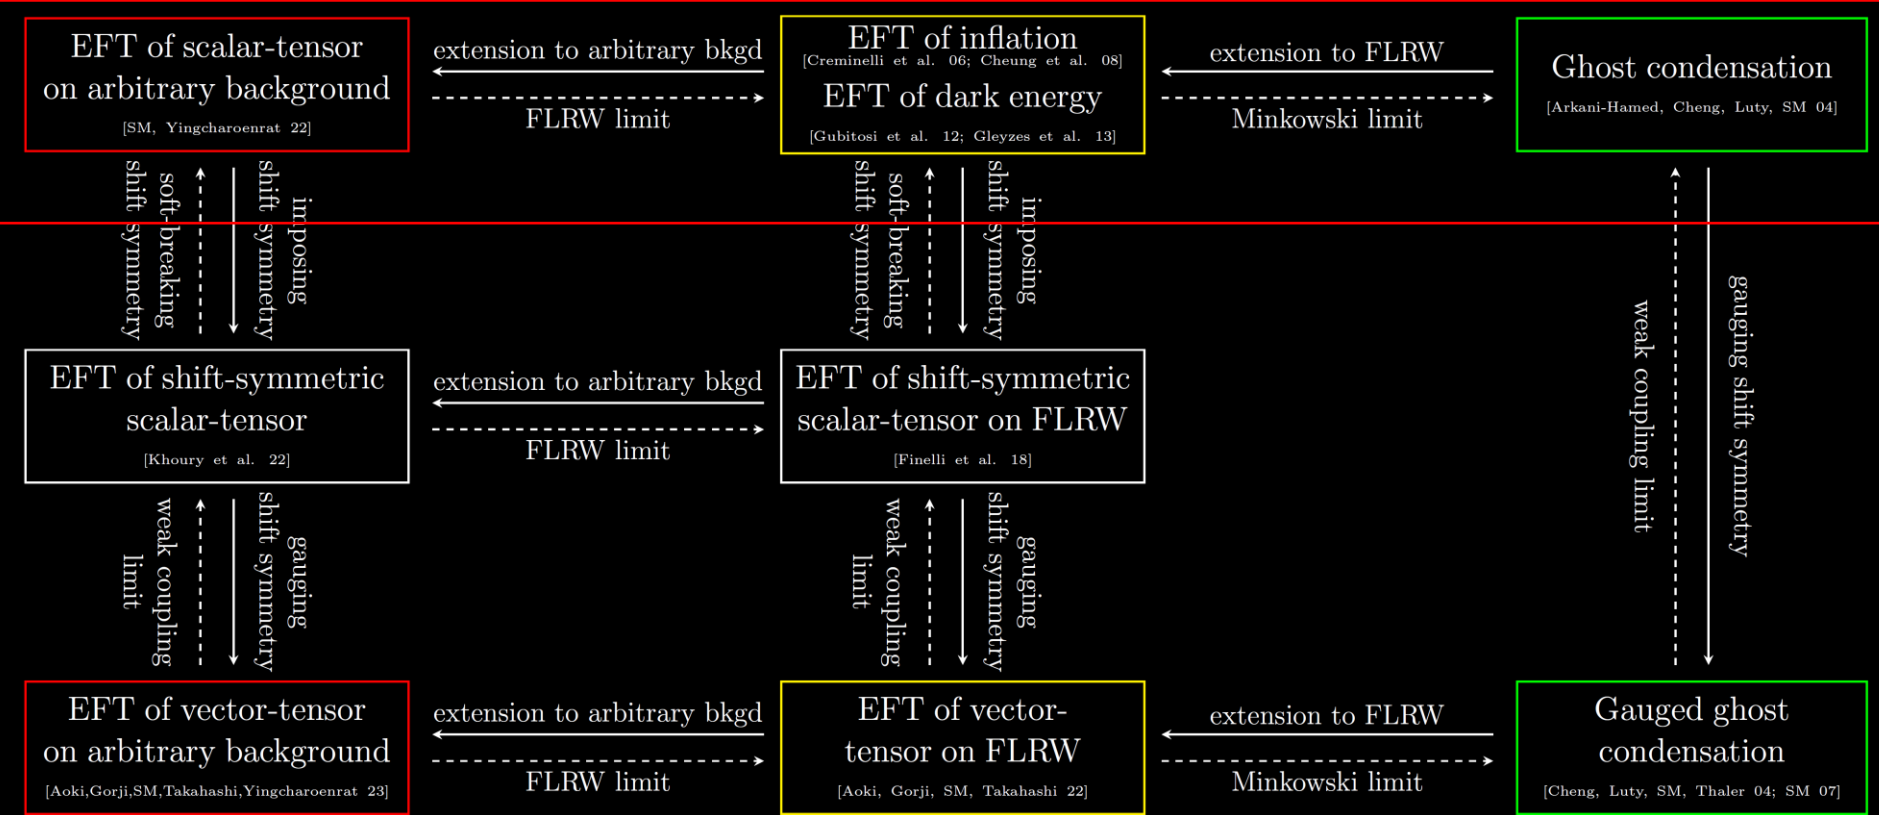 EFT of scalar-tensor
on arbitrary background
[SM, Yingcharoenrat 22]
extension to arbitrary bkgd
FLRW limit
EFT of inflation
[Creminelli et al. 06; Cheung et al. 08]
EFT of dark energy
[Gubitosi et al. 12; Gleyzes et al. 13]
extension to FLRW
Minkowski limit
Ghost condensation
[Arkani-Hamed, Cheng, Luty, SM 04]
soft-breaking
shift symmetry
imposing
shift symmetry
soft-breaking
shift symmetry
imposing
shift symmetry
weak coupling limit
gauging shift symmetry
EFT of shift-symmetric
scalar-tensor
[Khoury et al. 22]
extension to arbitrary bkgd
FLRW limit
EFT of shift-symmetric
scalar-tensor on FLRW
[Finelli et al. 18]
weak coupling
limit
gauging
shift symmetry
weak coupling
limit
gauging
shift symmetry
EFT of vector-tensor
on arbitrary background
[Aoki,Gorji,SM,Takahashi,Yingcharoenrat 23]
extension to arbitrary bkgd
FLRW limit
EFT of vector-
tensor on FLRW
[Aoki, Gorji, SM, Takahashi 22]
extension to FLRW
Minkowski limit
Gauged ghost
condensation
[Cheng, Luty, SM, Thaler 04; SM 07]